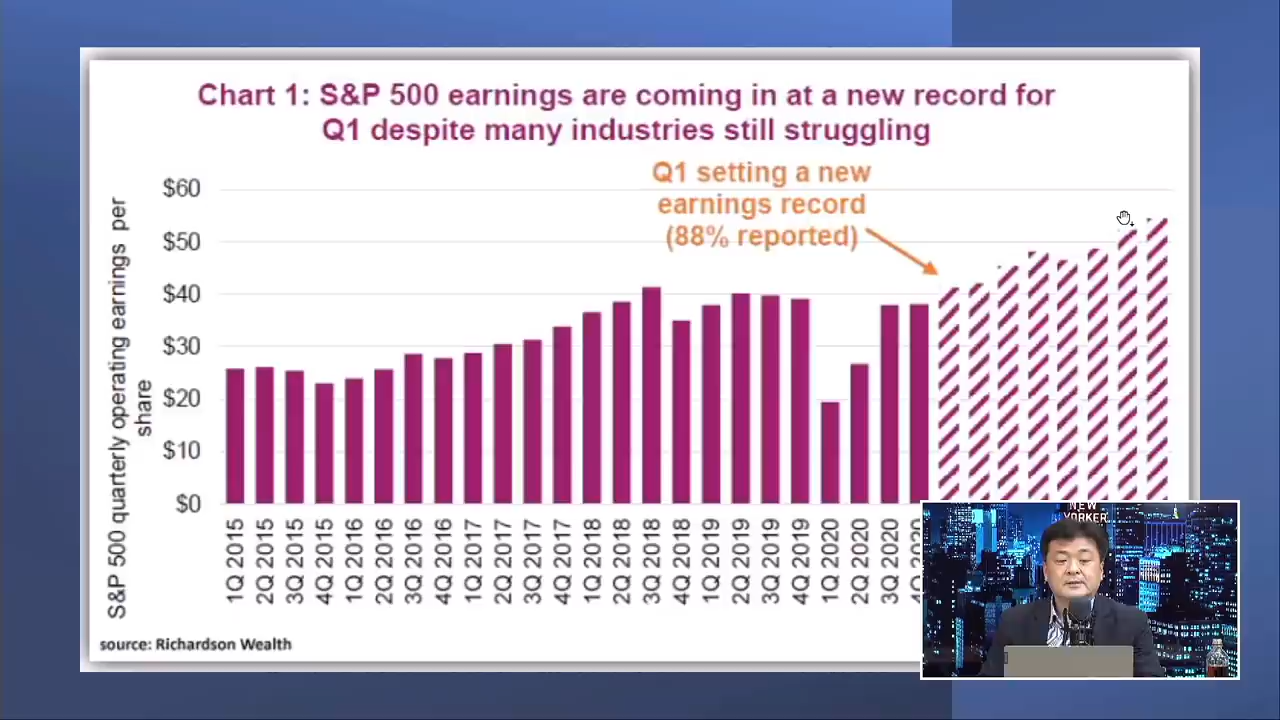 Chart 1: S&P 500 earnings are coming in at a new record for
Q1 despite many industries still struggling
Q1 setting a new
earnings record
(88% reported)
S&P 500 quarterly operating earnings per
share
$60
$50
$40
$30
$20
$10
$0
1Q 2015
2Q 2015
3Q 2015
4Q 2015
1Q 2016
2Q 2016
3Q 2016
4Q 2016
1Q 2017
2Q 2017
3Q 2017
4Q 2017
1Q 2018
2Q 2018
3Q 2018
4Q 2018
1Q 2019
2Q 2019
3Q 2019
4Q 2019
1Q 2020
2Q 2020
3Q 2020
4Q 2020
source: Richardson Wealth
NEW
YORKER